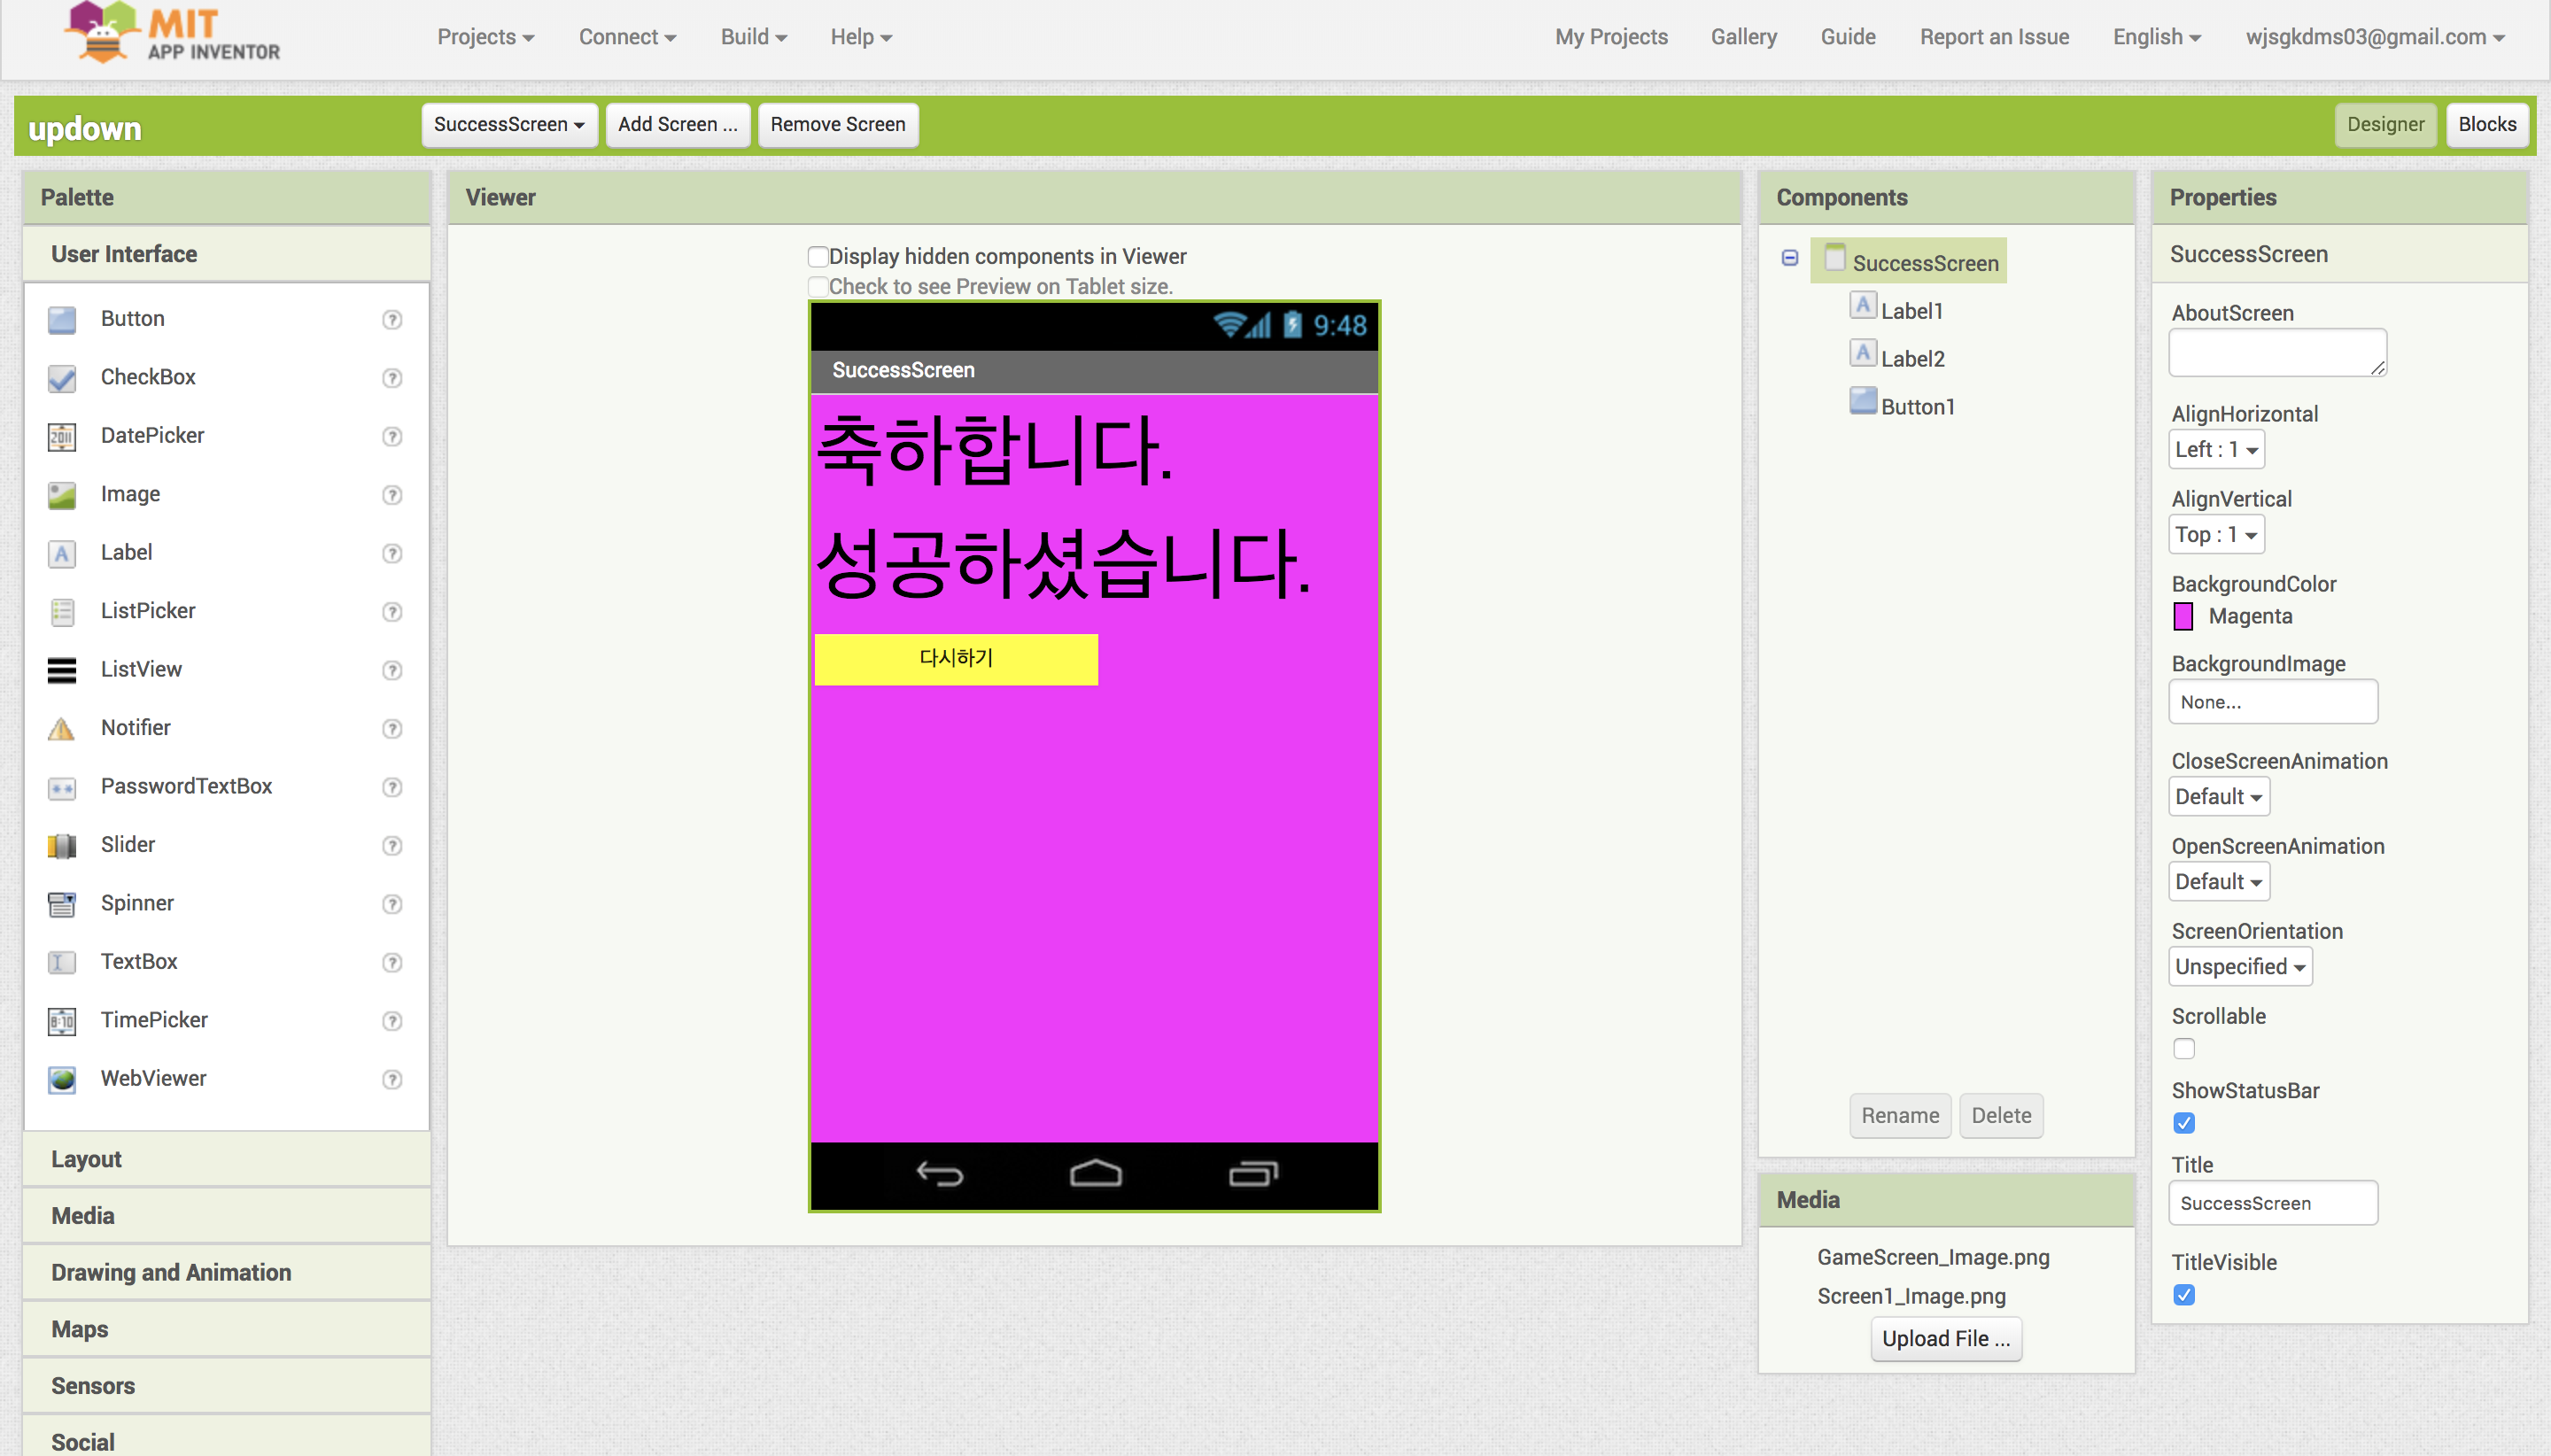 MIT
APP INVENTOR
Projects
Connect
Build
Help
My Projects
Gallery
Guide
Report an Issue
English
wjsgkdms03@gmail.com
updown
SuccessScreen
Add Screen ...
Remove Screen
Designer
Blocks
Palette
User Interface
Button
?
CheckBox
?
2011
DatePicker
?
Image
?
A
Label
?
ListPicker
?
ListView
?
Notifier
?
PasswordTextBox
?
Slider
?
Spinner
?
TextBox
?
8:10
TimePicker
?
WebViewer
?
Layout
Media
Drawing and Animation
Maps
Sensors
Social
Viewer
Display hidden components in Viewer
Check to see Preview on Tablet size.
9:48
SuccessScreen
축하합니다.
성공하셨습니다.
다시하기
Components
SuccessScreen
A Label1
A Label2
Button1
Rename
Delete
Media
GameScreen_Image.png
Screen1_Image.png
Upload File ...
Properties
SuccessScreen
AboutScreen
AlignHorizontal
Left : 1
AlignVertical
Top : 1
BackgroundColor
Magenta
BackgroundImage
None...
CloseScreenAnimation
Default
OpenScreenAnimation
Default
ScreenOrientation
Unspecified
Scrollable
ShowStatusBar
Title
SuccessScreen
TitleVisible